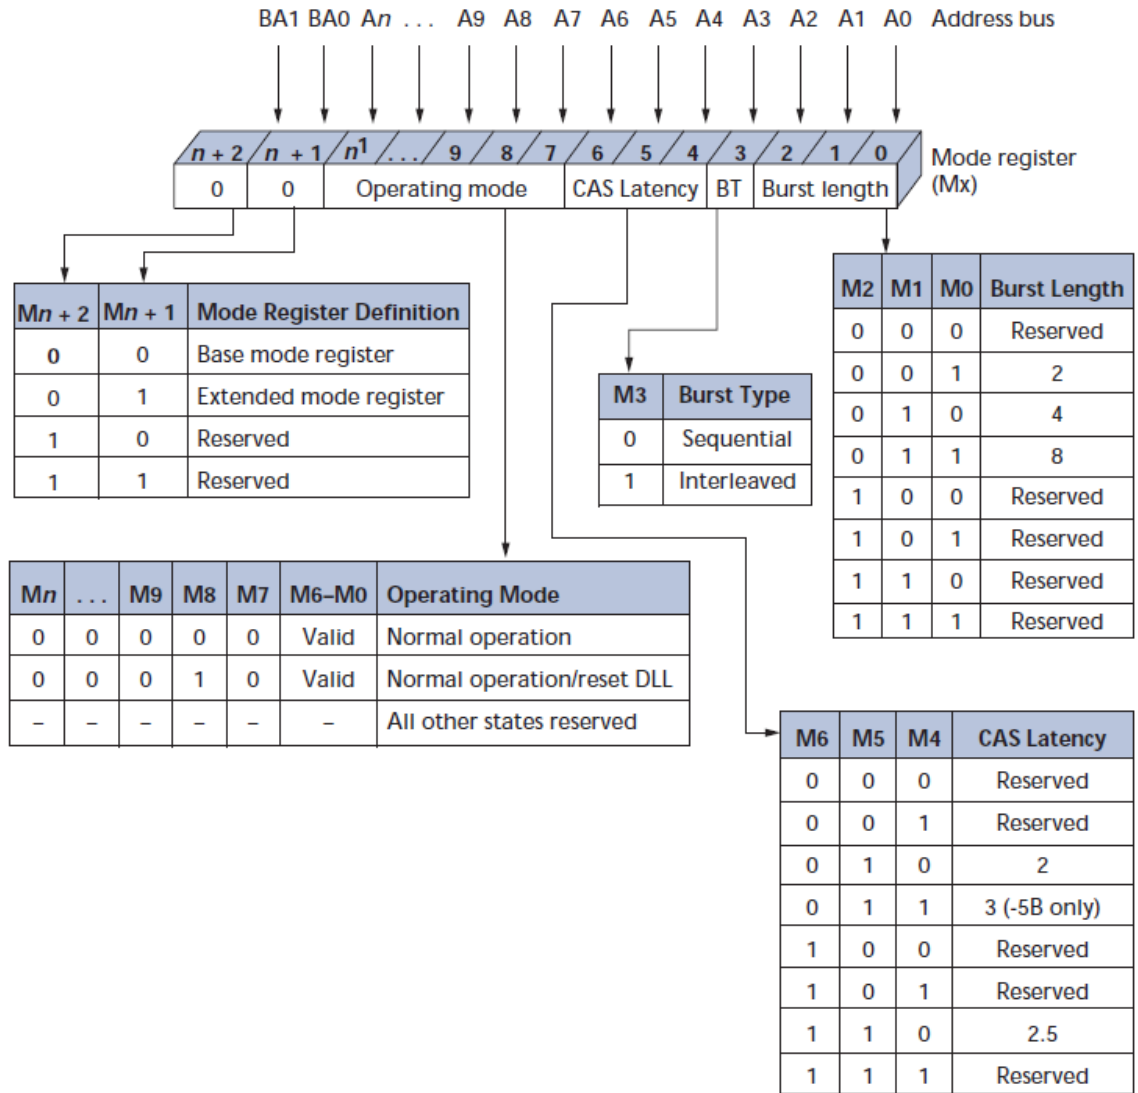 BA1 BA0 An ... A9 A8 A7 A6 A5 A4 A3 A2 A1 A0 Address bus
n + 2 n + 1 n1 ... 9 8 7 6 5 4 3 2 1 0
Mode register
(Mx)
0 0 Operating mode CAS Latency BT Burst length
Mn + 2 Mn + 1 Mode Register Definition
0 0 Base mode register
0 1 Extended mode register
1 0 Reserved
1 1 Reserved
M3 Burst Type
0 Sequential
1 Interleaved
M2 M1 M0 Burst Length
0 0 0 Reserved
0 0 1 2
0 1 0 4
0 1 1 8
1 0 0 Reserved
1 0 1 Reserved
1 1 0 Reserved
1 1 1 Reserved
Mn ... M9 M8 M7 M6–M0 Operating Mode
0 0 0 0 0 Valid Normal operation
0 0 0 1 0 Valid Normal operation/reset DLL
– – – – – – All other states reserved
M6 M5 M4 CAS Latency
0 0 0 Reserved
0 0 1 Reserved
0 1 0 2
0 1 1 3 (-5B only)
1 0 0 Reserved
1 0 1 Reserved
1 1 0 2.5
1 1 1 Reserved